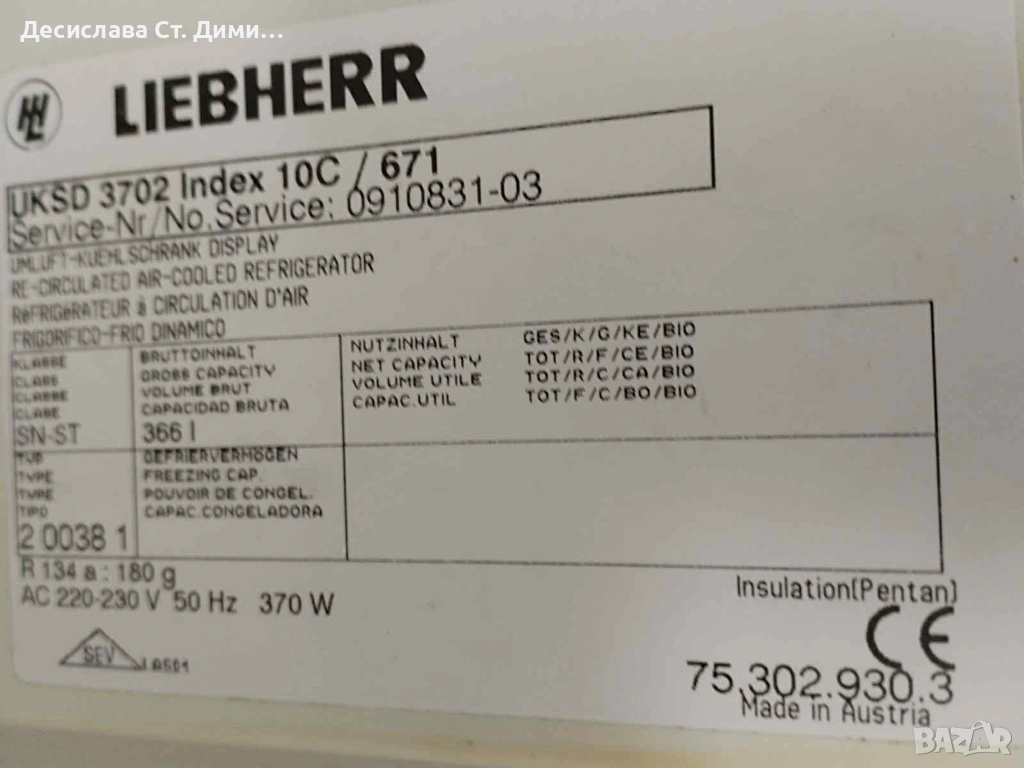 Десислава Ст. Дими...
LIEBHERR
UKSD 3702 Index 10C / 671
Service-Nr/No.Service: 0910831-03
UMLUFT-KUEHLSCHRANK DISPLAY
RE-CIRCULATED AIR-COOLED REFRIGERATOR
RéFRIGéRATEUR à CIRCULATION D'AIR
FRIGORIFICO-FRIO DINAMICO
KLASSE
CLASS
CLASSE
CLASE
SN-ST
BRUTTOINHALT
GROSS CAPACITY
VOLUME BRUT
CAPACIDAD BRUTA
366 l
NUTZINHALT GES/K/G/KE/BIO
NET CAPACITY TOT/R/F/CE/BIO
VOLUME UTILE TOT/R/C/CA/BIO
CAPAC.UTIL TOT/F/C/BO/BIO
TYP
TYPE
TYPE
TIPO
20038 1
GEFRIERVERMÖGEN
FREEZING CAP.
POUVOIR DE CONGEL.
CAPAC.CONGELADORA
R 134 a : 180 g
AC 220-230 V 50 Hz 370 W
Insulation(Pentan)
CE
SEV LA501
75.302.930.3
Made in Austria
BAZAR